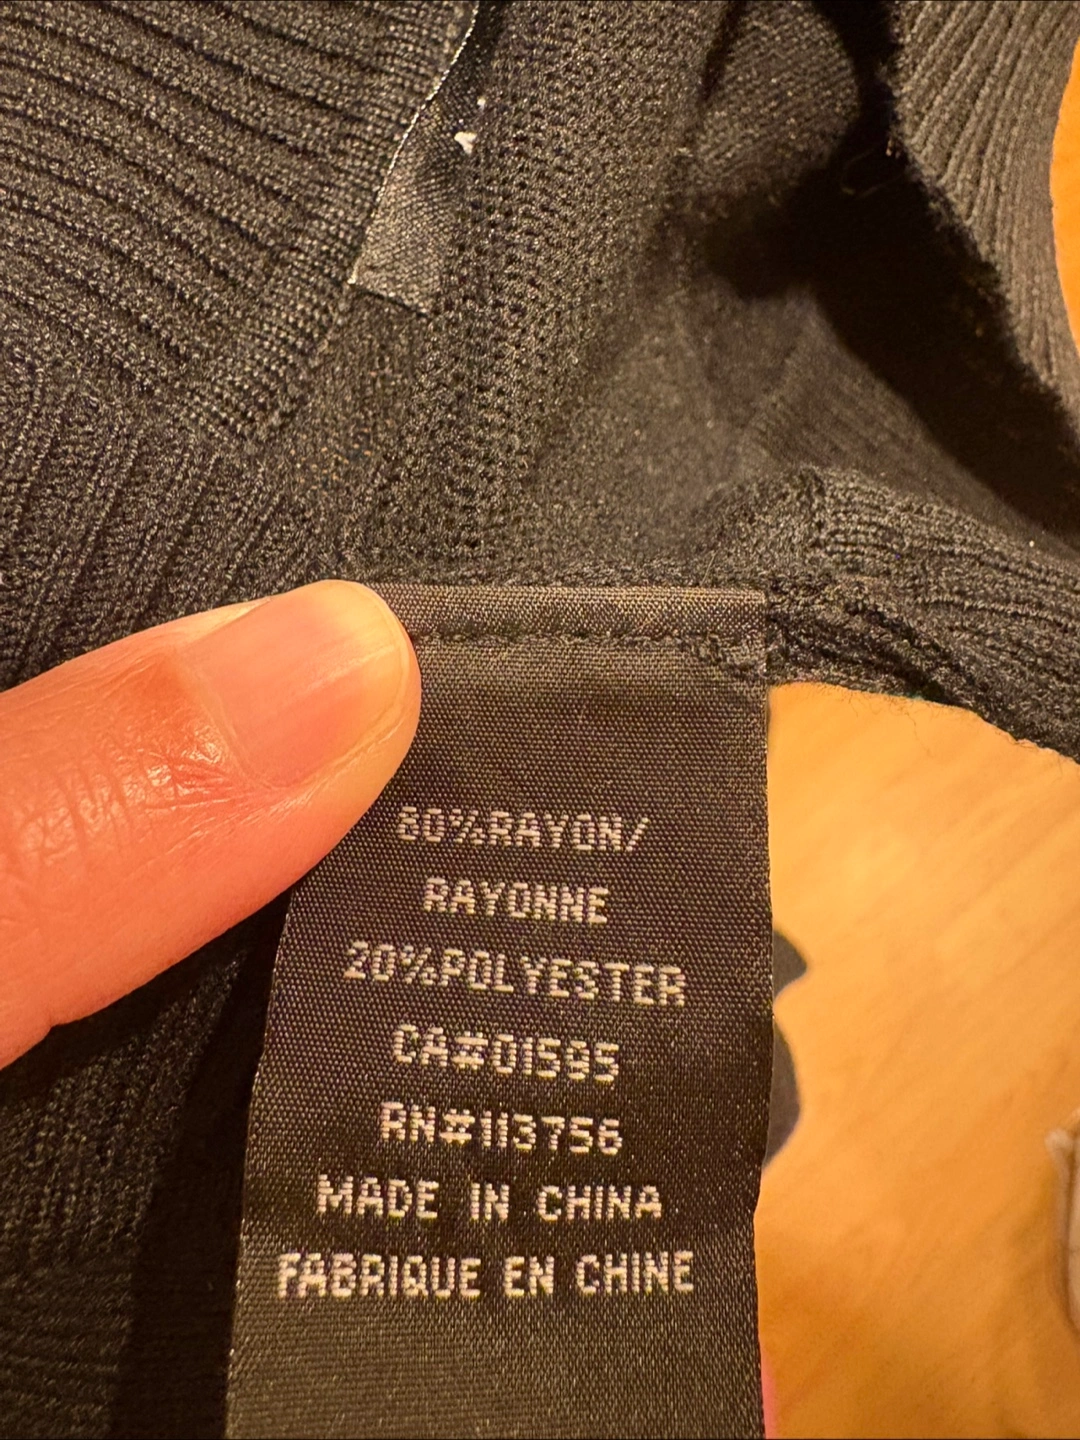 80%RAYON/
RAYONNE
20%POLYESTER
CA#01595
RN#113756
MADE IN CHINA
FABRIQUE EN CHINE